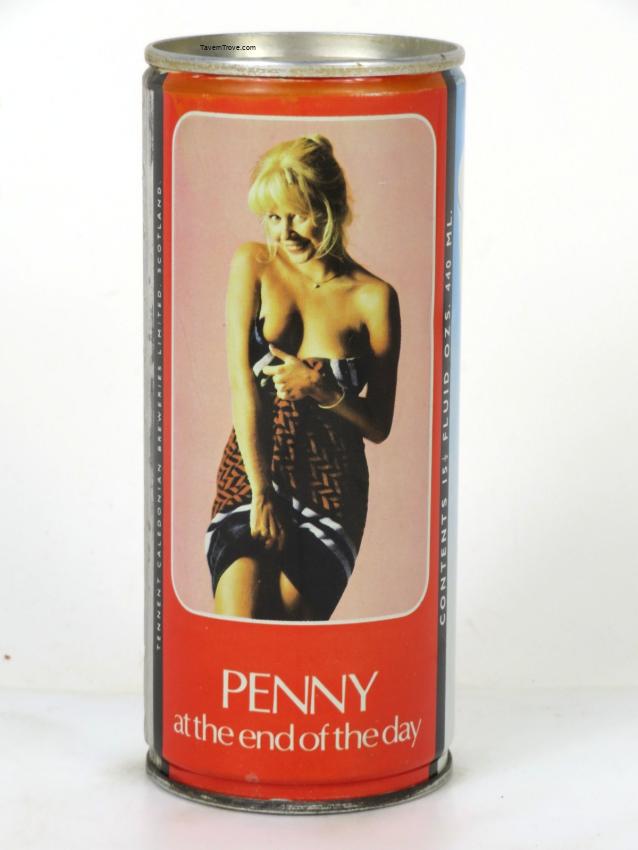 TavernTrove.com
TENNENT CALEDONIAN BREWERIES LIMITED. SCOTLAND.
CONTENTS 15½ FLUID OZS. 440 ML.
PENNY
at the end of the day